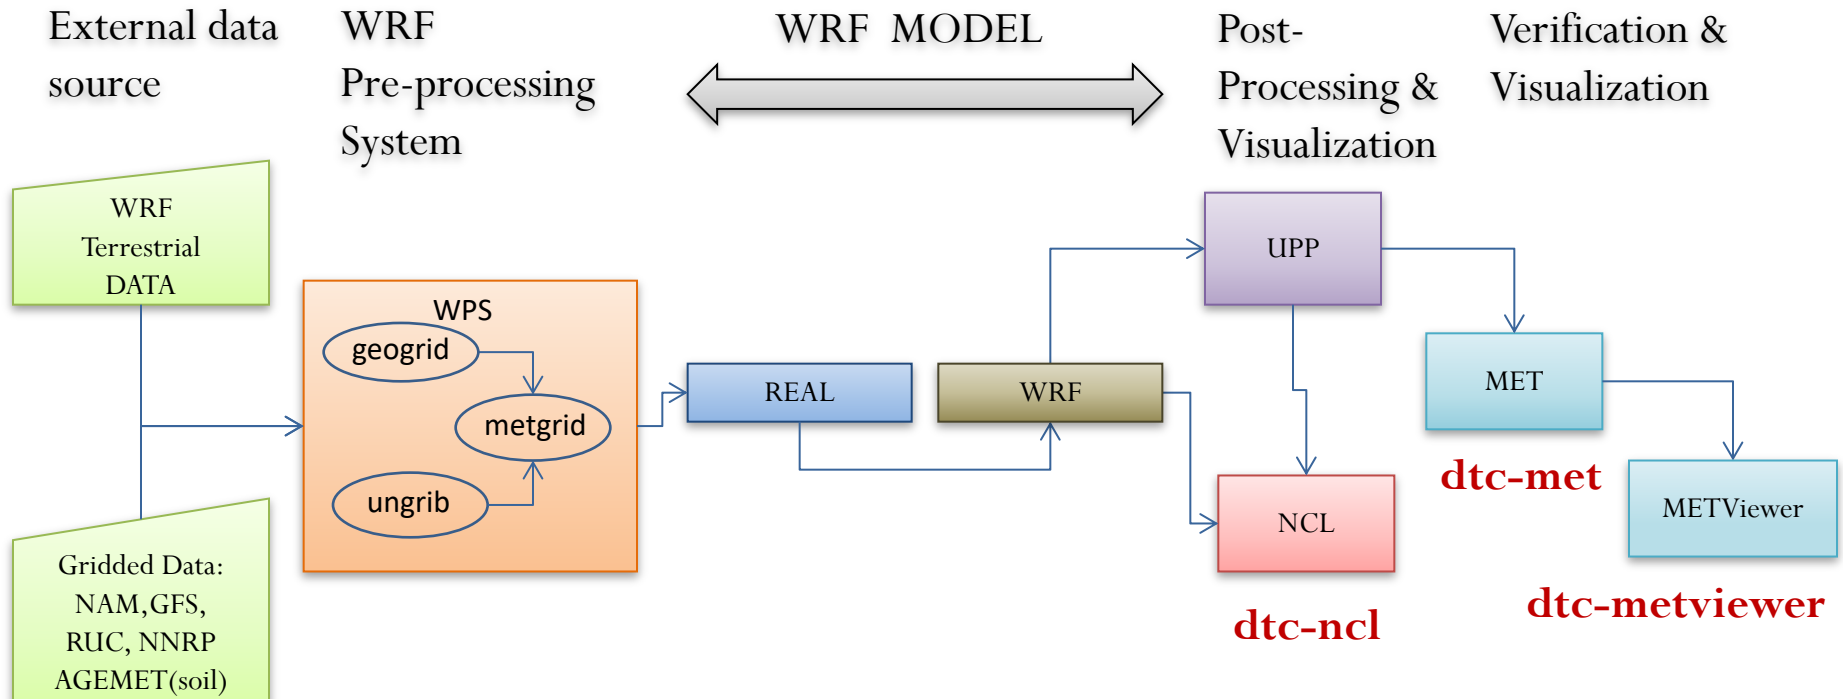 External data
source
WRF
Pre-processing
System
WRF MODEL
Post-
Processing &
Visualization
Verification &
Visualization
WRF
Terrestrial
DATA
Gridded Data:
NAM,GFS,
RUC, NNRP
AGEMET(soil)
WPS
geogrid
metgrid
ungrib
REAL
WRF
UPP
NCL
dtc-ncl
MET
dtc-met
METViewer
dtc-metviewer